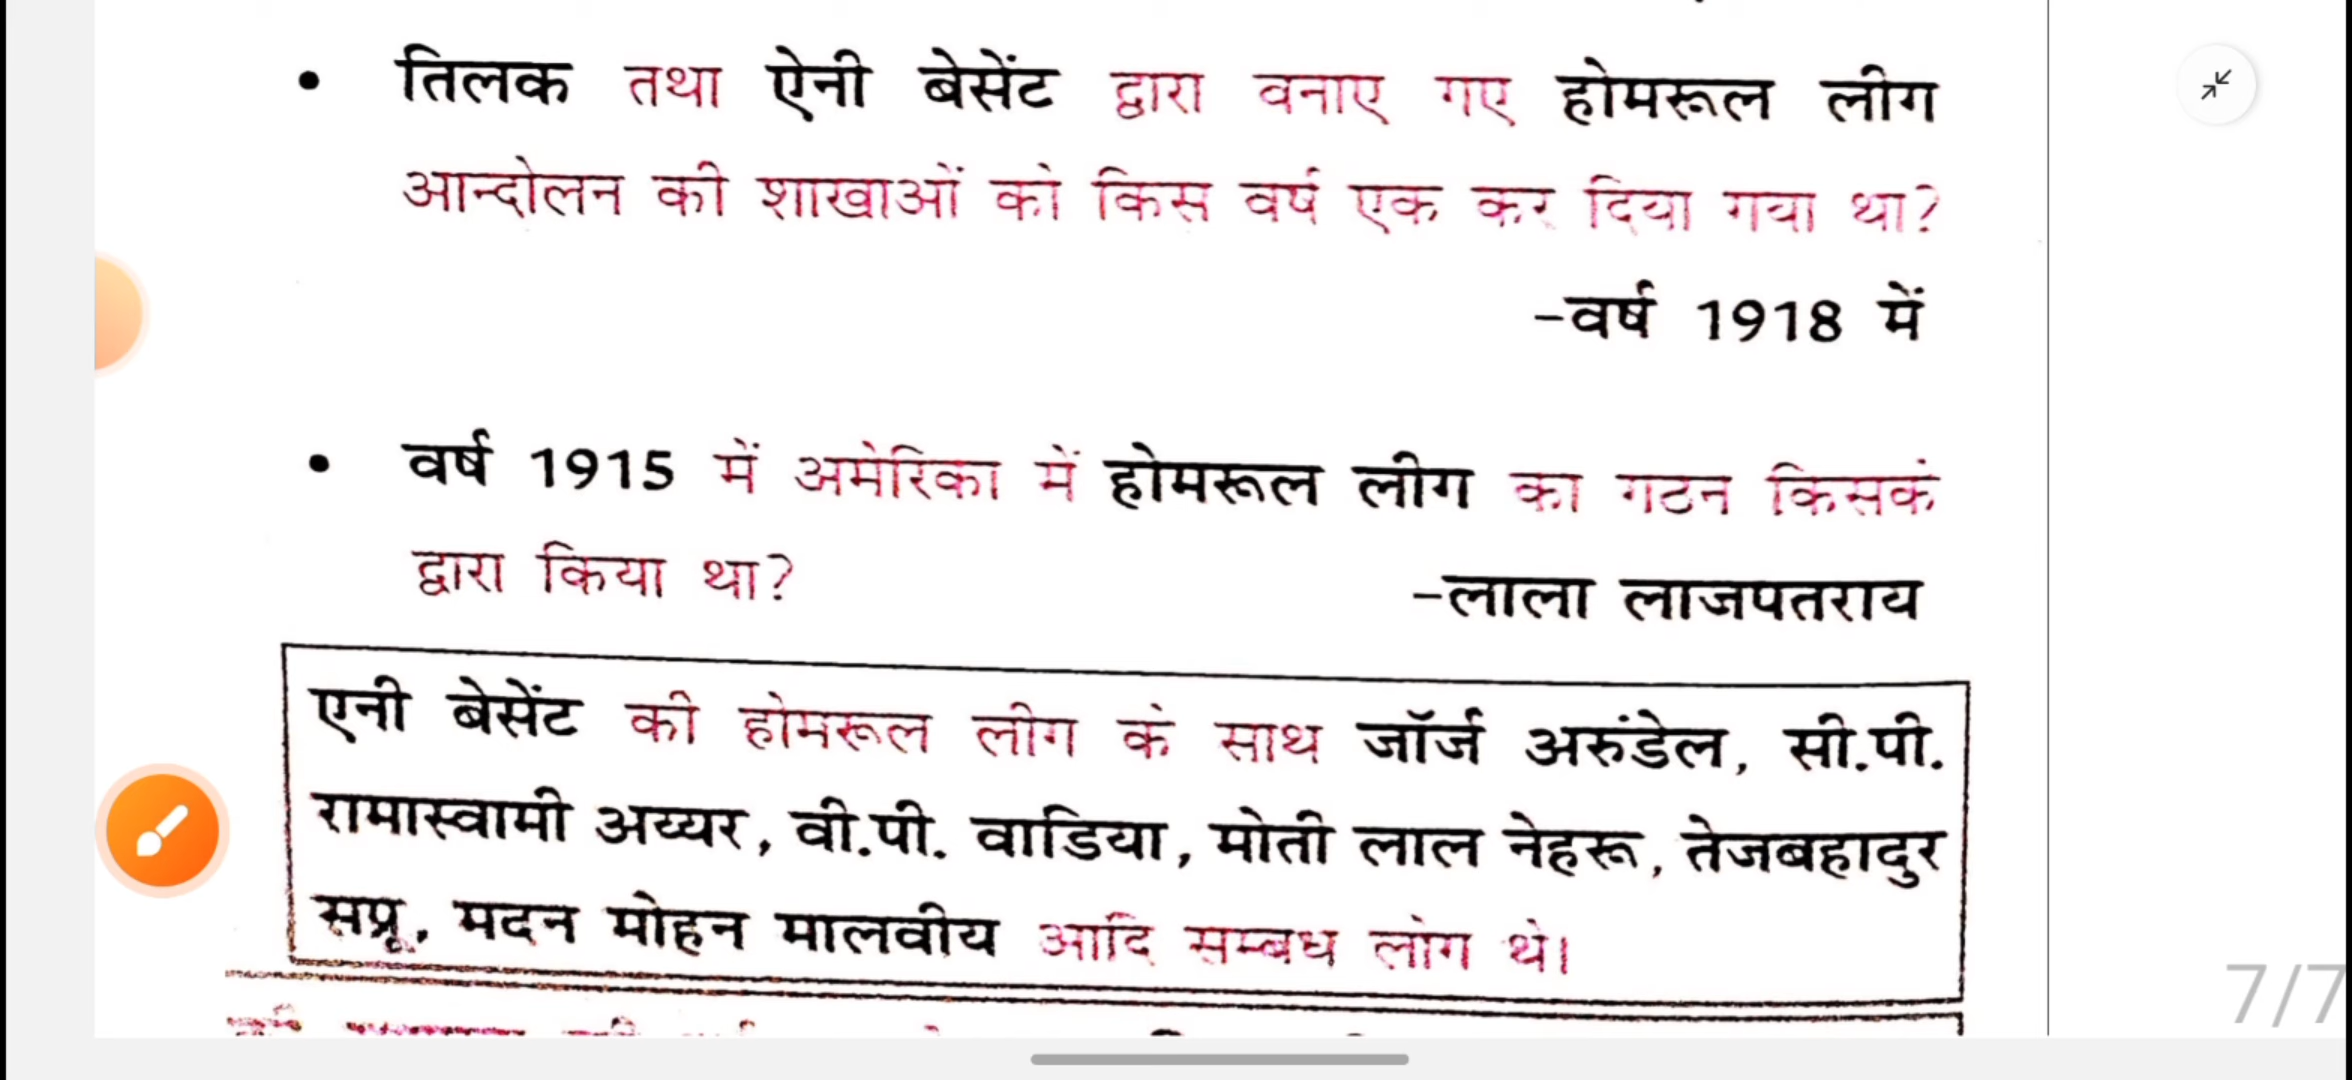 • तिलक तथा ऐनी बेसेंट द्वारा बनाए गए होमरूल लीग
आन्दोलन की शाखाओं को किस वर्ष एक कर दिया गया था?
-वर्ष 1918 में
• वर्ष 1915 में अमेरिका में होमरूल लीग का गठन किसके
द्वारा किया था?
-लाला लाजपतराय
एनी बेसेंट की होमरूल लीग के साथ जॉर्ज अरुंडेल, सी.पी.
रामास्वामी अय्यर, वी.पी. वाडिया, मोती लाल नेहरू, तेजबहादुर
सप्रू, मदन मोहन मालवीय आदि सम्बध लोग थे।
7/7